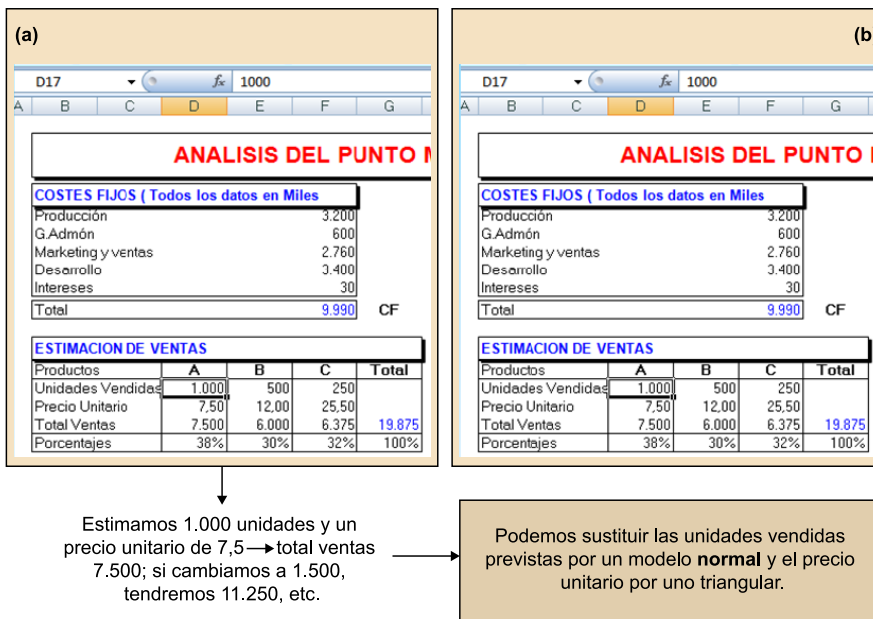 (a)
D17 fx 1000
A B C D E F G
ANALISIS DEL PUNTO
COSTES FIJOS ( Todos los datos en Miles
Producción 3.200
G.Admón 600
Marketing y ventas 2.760
Desarrollo 3.400
Intereses 30
Total 9.990 CF
ESTIMACION DE VENTAS
Productos A B C Total
Unidades Vendidas 1.000 500 250
Precio Unitario 7,50 12,00 25,50
Total Ventas 7.500 6.000 6.375 19.875
Porcentajes 38% 30% 32% 100%
(b
D17 fx 1000
A B C D E F G
ANALISIS DEL PUNTO
COSTES FIJOS ( Todos los datos en Miles
Producción 3.200
G.Admón 600
Marketing y ventas 2.760
Desarrollo 3.400
Intereses 30
Total 9.990 CF
ESTIMACION DE VENTAS
Productos A B C Total
Unidades Vendidas 1.000 500 250
Precio Unitario 7,50 12,00 25,50
Total Ventas 7.500 6.000 6.375 19.875
Porcentajes 38% 30% 32% 100%
Estimamos 1.000 unidades y un
precio unitario de 7,5→total ventas
7.500; si cambiamos a 1.500,
tendremos 11.250, etc.
Podemos sustituir las unidades vendidas
previstas por un modelo normal y el precio
unitario por uno triangular.